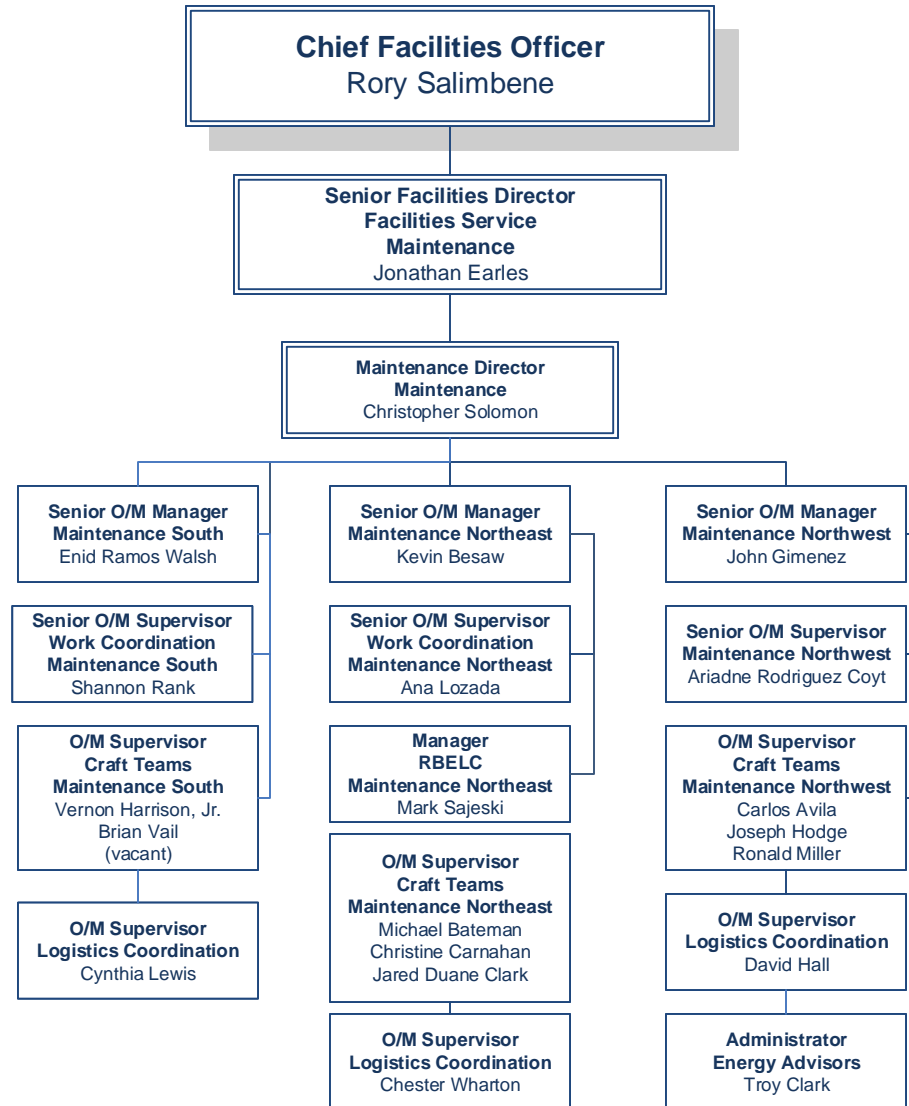 Chief Facilities Officer
Rory Salimbene
Senior Facilities Director
Facilities Service
Maintenance
Jonathan Earles
Maintenance Director
Maintenance
Christopher Solomon
Senior O/M Manager
Maintenance South
Enid Ramos Walsh
Senior O/M Supervisor
Work Coordination
Maintenance South
Shannon Rank
O/M Supervisor
Craft Teams
Maintenance South
Vernon Harrison, Jr.
Brian Vail
(vacant)
O/M Supervisor
Logistics Coordination
Cynthia Lewis
Senior O/M Manager
Maintenance Northeast
Kevin Besaw
Senior O/M Supervisor
Work Coordination
Maintenance Northeast
Ana Lozada
Manager
RBELC
Maintenance Northeast
Mark Sajeski
O/M Supervisor
Craft Teams
Maintenance Northeast
Michael Bateman
Christine Carnahan
Jared Duane Clark
O/M Supervisor
Logistics Coordination
Chester Wharton
Senior O/M Manager
Maintenance Northwest
John Gimenez
Senior O/M Supervisor
Maintenance Northwest
Ariadne Rodriguez Coyt
O/M Supervisor
Craft Teams
Maintenance Northwest
Carlos Avila
Joseph Hodge
Ronald Miller
O/M Supervisor
Logistics Coordination
David Hall
Administrator
Energy Advisors
Troy Clark